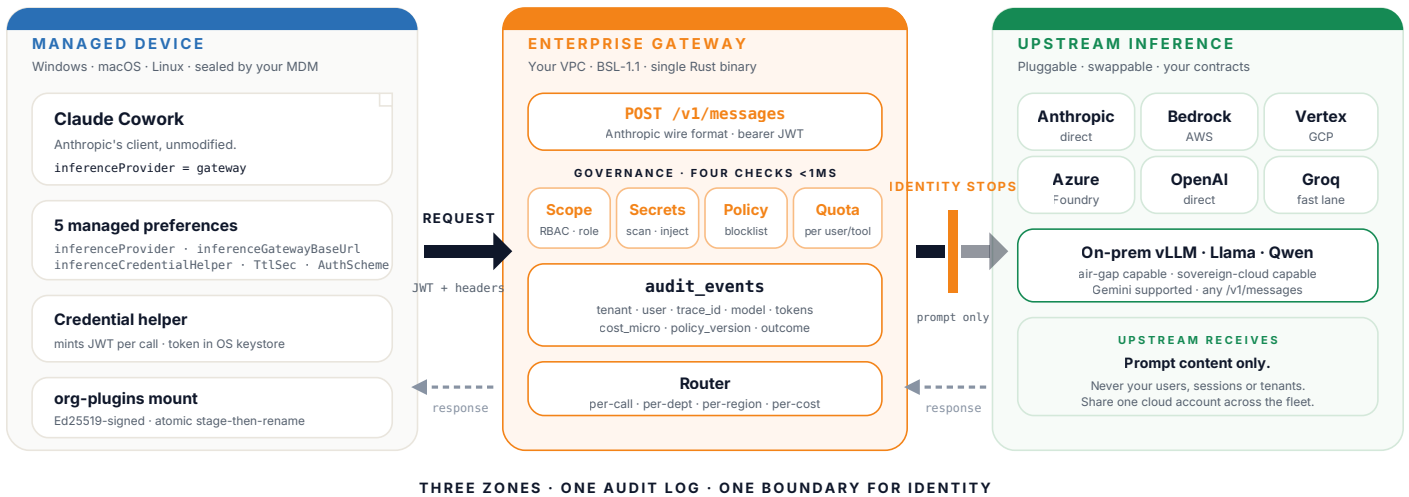 MANAGED DEVICE
Windows · macOS · Linux · sealed by your MDM
Claude Cowork
Anthropic's client, unmodified.
inferenceProvider = gateway
5 managed preferences
inferenceProvider · inferenceGatewayBaseUrl
inferenceCredentialHelper · TtlSec · AuthScheme
Credential helper
mints JWT per call · token in OS keystore
org-plugins mount
Ed25519-signed · atomic stage-then-rename
REQUEST
JWT + headers
response
ENTERPRISE GATEWAY
Your VPC · BSL-1.1 · single Rust binary
POST /v1/messages
Anthropic wire format · bearer JWT
GOVERNANCE · FOUR CHECKS <1MS
Scope
RBAC · role
Secrets
scan · inject
Policy
blocklist
Quota
per user/tool
audit_events
tenant · user · trace_id · model · tokens
cost_micro · policy_version · outcome
Router
per-call · per-dept · per-region · per-cost
IDENTITY STOPS
prompt only
response
UPSTREAM INFERENCE
Pluggable · swappable · your contracts
Anthropic
direct
Bedrock
AWS
Vertex
GCP
Azure
Foundry
OpenAI
direct
Groq
fast lane
On-prem vLLM · Llama · Qwen
air-gap capable · sovereign-cloud capable
Gemini supported · any /v1/messages
UPSTREAM RECEIVES
Prompt content only.
Never your users, sessions or tenants.
Share one cloud account across the fleet.
THREE ZONES · ONE AUDIT LOG · ONE BOUNDARY FOR IDENTITY